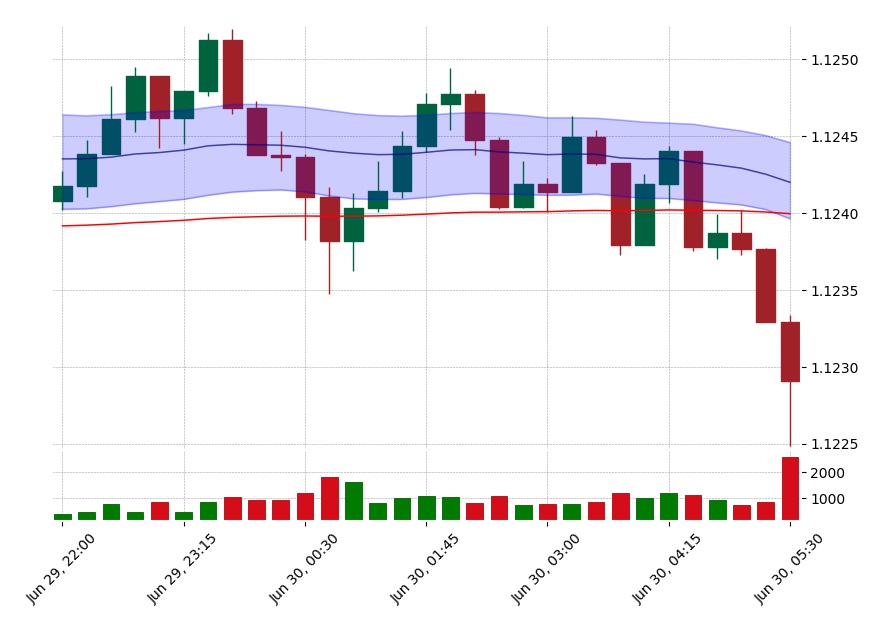 1.1250
1.1245
1.1240
1.1235
1.1230
1.1225
2000
1000
Jun 29, 22:00
Jun 29, 23:15
Jun 30, 00:30
Jun 30, 01:45
Jun 30, 03:00
Jun 30, 04:15
Jun 30, 05:30